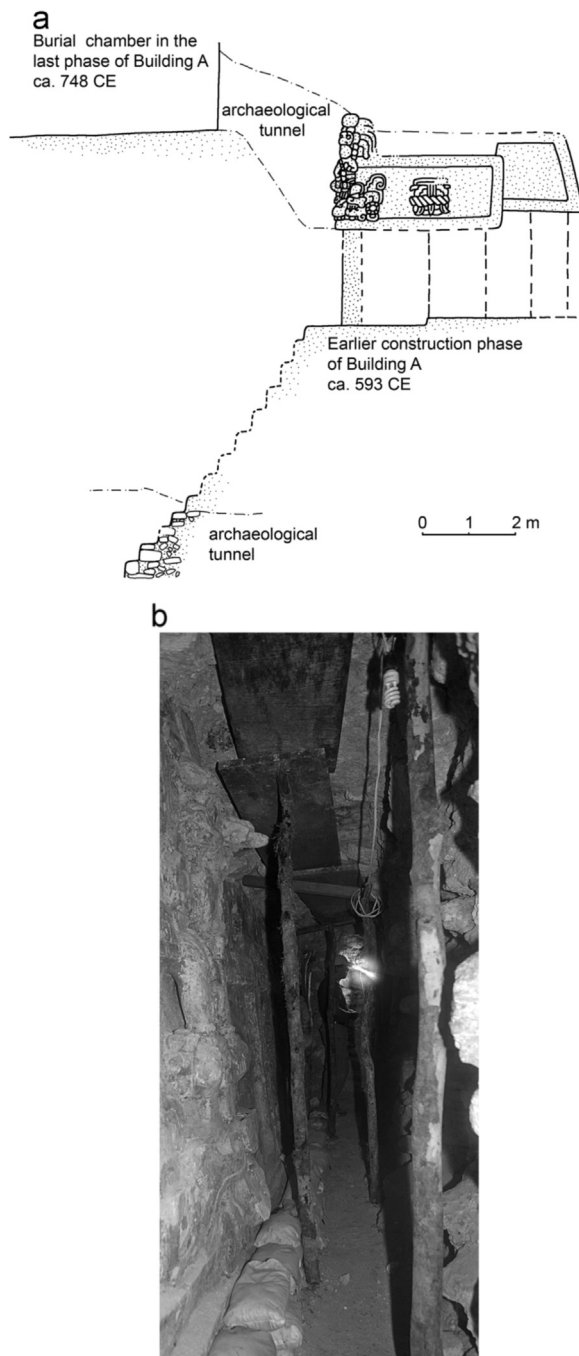 a
Burial chamber in the
last phase of Building A
ca. 748 CE
archaeological
tunnel
Earlier construction phase
of Building A
ca. 593 CE
archaeological
tunnel
0 1 2 m
b